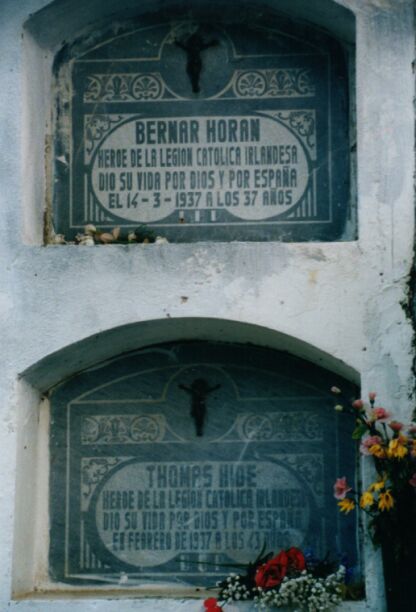 BERNAR HORAN
HEROE DE LA LEGION CATOLICA IRLANDESA
DIO SU VIDA POR DIOS Y POR ESPAÑA
EL 14 - 3 - 1937 A LOS 37 AÑOS
THOMAS HIDE
HEROE DE LA LEGION CATOLICA IRLANDESA
DIO SU VIDA POR DIOS Y POR ESPAÑA
EN FEBRERO DE 1937 A LOS AÑOS